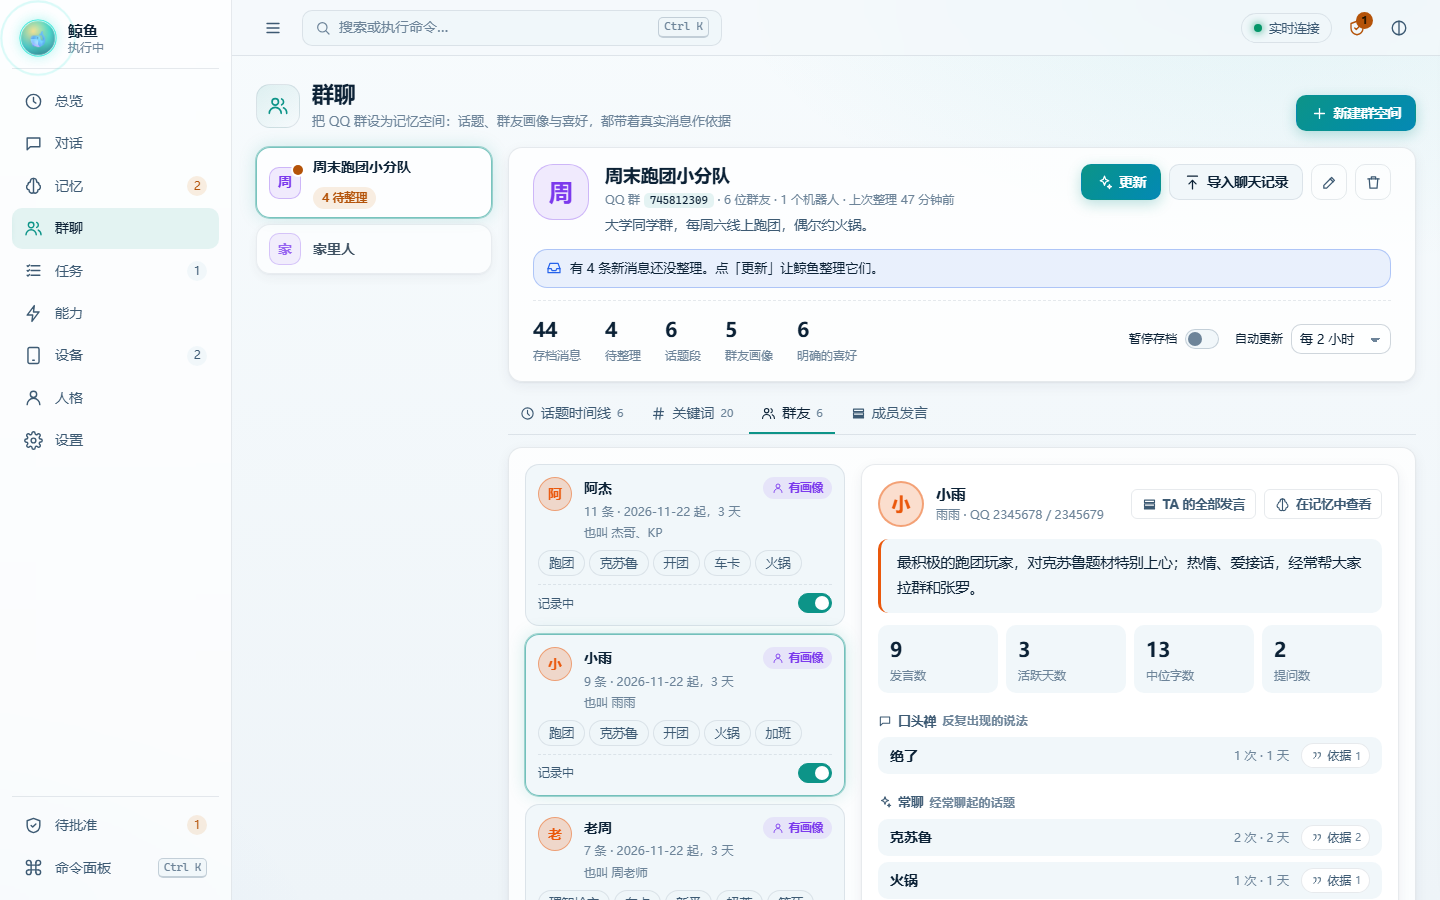 鲸鱼
执行中
总览
对话
记忆 2
群聊
任务 1
能力
设备 2
人格
设置
待批准 1
命令面板 Ctrl K
搜索或执行命令... Ctrl K
实时连接
1
群聊
把 QQ 群设为记忆空间：话题、群友画像与喜好，都带着真实消息作依据
新建群空间
周
周末跑团小分队
4 待整理
家
家里人
周
周末跑团小分队
QQ 群 745812309 · 6 位群友 · 1 个机器人 · 上次整理 47 分钟前
大学同学群，每周六线上跑团，偶尔约火锅。
更新
导入聊天记录
有 4 条新消息还没整理。点「更新」让鲸鱼整理它们。
44 4 6 5 6
存档消息 待整理 话题段 群友画像 明确的喜好
暂停存档 自动更新 每 2 小时
话题时间线 6 关键词 20 群友 6 成员发言
阿
阿杰
有画像
11 条 · 2026-11-22 起，3 天
也叫 杰哥、KP
跑团 克苏鲁 开团 车卡 火锅
记录中
小
小雨
有画像
9 条 · 2026-11-22 起，3 天
也叫 雨雨
跑团 克苏鲁 开团 火锅 加班
记录中
老
老周
有画像
7 条 · 2026-11-22 起，3 天
也叫 周老师
小
小雨
雨雨 · QQ 2345678 / 2345679
TA 的全部发言
在记忆中查看
最积极的跑团玩家，对克苏鲁题材特别上心；热情、爱接话，经常帮大家
拉群和张罗。
9 3 13 2
发言数 活跃天数 中位字数 提问数
口头禅 反复出现的说法
绝了 1 次 · 1 天 依据 1
常聊 经常聊起的话题
克苏鲁 2 次 · 2 天 依据 2
火锅 1 次 · 1 天 依据 1